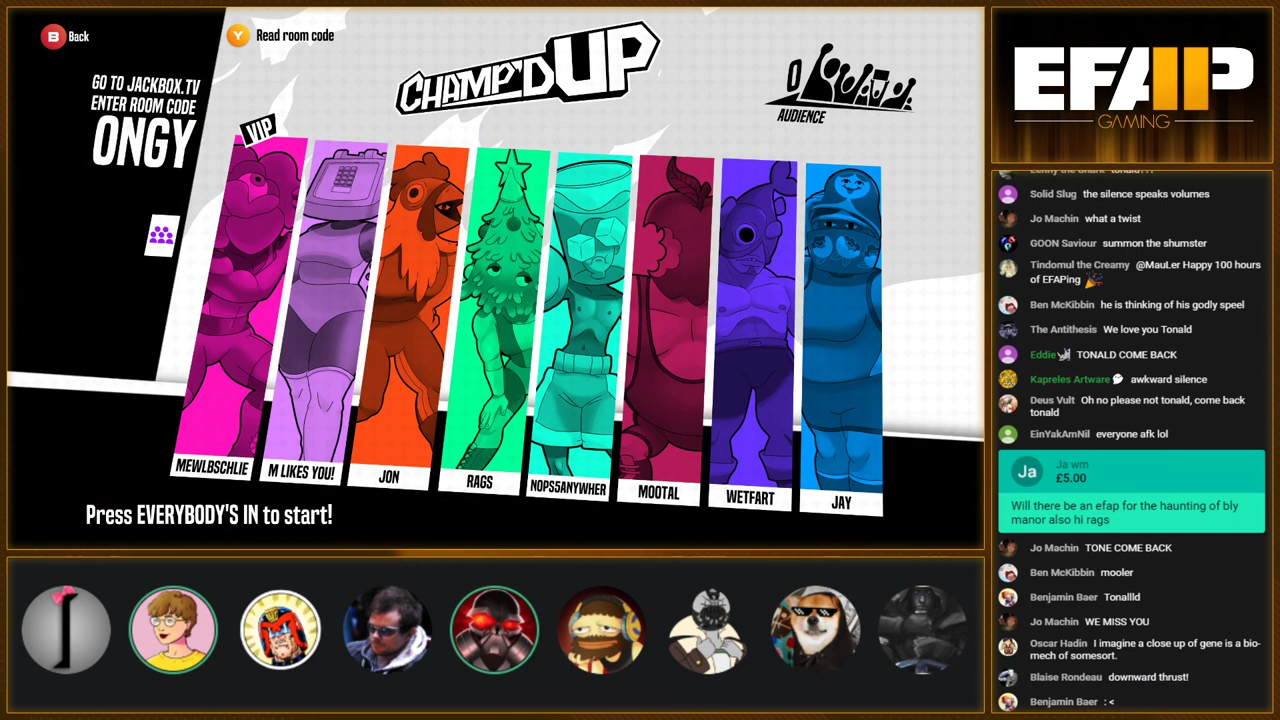 B Back
Y Read room code
GO TO JACKBOX.TV
ENTER ROOM CODE
ONGY
CHAMP'D UP
0
AUDIENCE
VIP
MEWLBSCHLIE
M LIKES YOU!
JON
RAGS
NOPS5ANYWHER
MOOTAL
WETFART
JAY
Press EVERYBODY'S IN to start!
EFAP
GAMING
Solid Slug the silence speaks volumes
Jo Machin what a twist
GOON Saviour summon the shumster
Tindomul the Creamy @MauLer Happy 100 hours
of EFAPing
Ben McKibbin he is thinking of his godly speel
The Antithesis We love you Tonald
Eddie TONALD COME BACK
Kapreles Artware awkward silence
Deus Vult Oh no please not tonald, come back
tonald
EinYakAmNil everyone afk lol
Ja
Ja wm
£5.00
Will there be an efap for the haunting of bly
manor also hi rags
Jo Machin TONE COME BACK
Ben McKibbin mooler
Benjamin Baer Tonallld
Jo Machin WE MISS YOU
Oscar Hadin I imagine a close up of gene is a bio-
mech of somesort.
Blaise Rondeau downward thrust!
Benjamin Baer : <